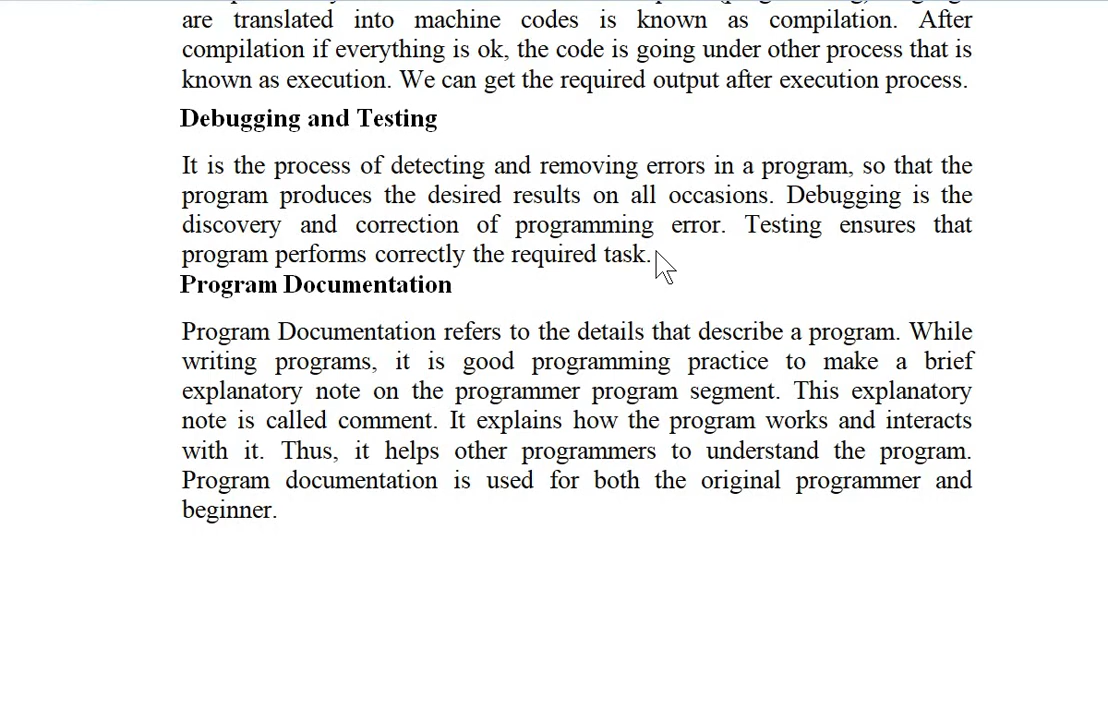 are translated into machine codes is known as compilation. After
compilation if everything is ok, the code is going under other process that is
known as execution. We can get the required output after execution process.
Debugging and Testing
It is the process of detecting and removing errors in a program, so that the
program produces the desired results on all occasions. Debugging is the
discovery and correction of programming error. Testing ensures that
program performs correctly the required task.
Program Documentation
Program Documentation refers to the details that describe a program. While
writing programs, it is good programming practice to make a brief
explanatory note on the programmer program segment. This explanatory
note is called comment. It explains how the program works and interacts
with it. Thus, it helps other programmers to understand the program.
Program documentation is used for both the original programmer and
beginner.